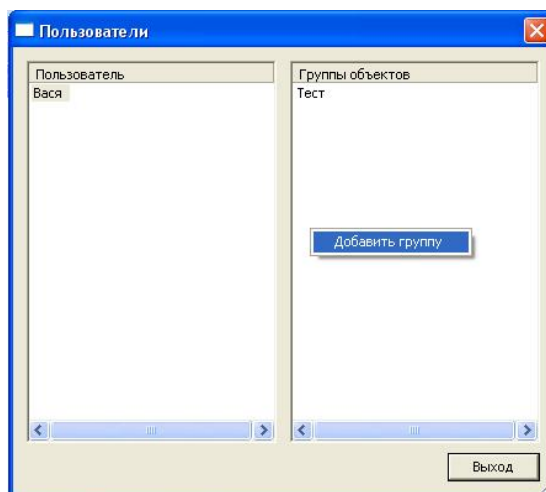 Пользователи
Пользователь
Вася
Группы объектов
Тест
Добавить группу
Выход